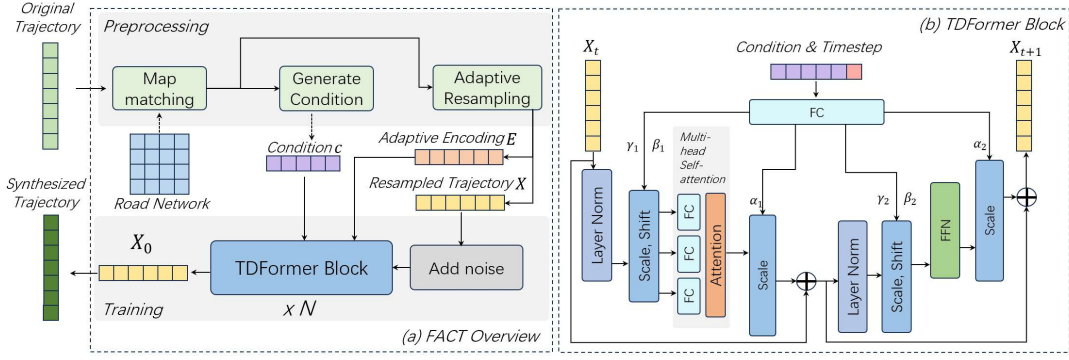 Original
Trajectory
Preprocessing
Map
matching
Generate
Condition
Adaptive
Resampling
Road Network
Condition c
Adaptive Encoding E
Resampled Trajectory X
Synthesized
Trajectory
X₀
TDFormer Block
Add noise
x N
Training
(a) FACT Overview
(b) TDFormer Block
Xₜ
Condition & Timestep
Xₜ₊₁
FC
γ₁ β₁
Multi-
head
Self-
attention
α₁
γ₂ β₂
α₂
Layer Norm
Scale, Shift
FC
FC
FC
Attention
Scale
Layer Norm
Scale, Shift
FFN
Scale